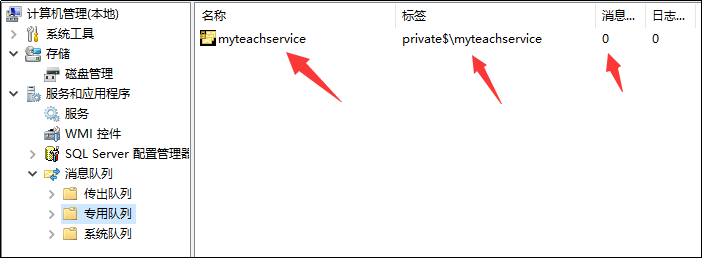 计算机管理(本地)
系统工具
存储
磁盘管理
服务和应用程序
服务
WMI 控件
SQL Server 配置管理器
消息队列
传出队列
专用队列
系统队列
名称 标签 消息... 日志...
myteachservice private$\myteachservice 0 0